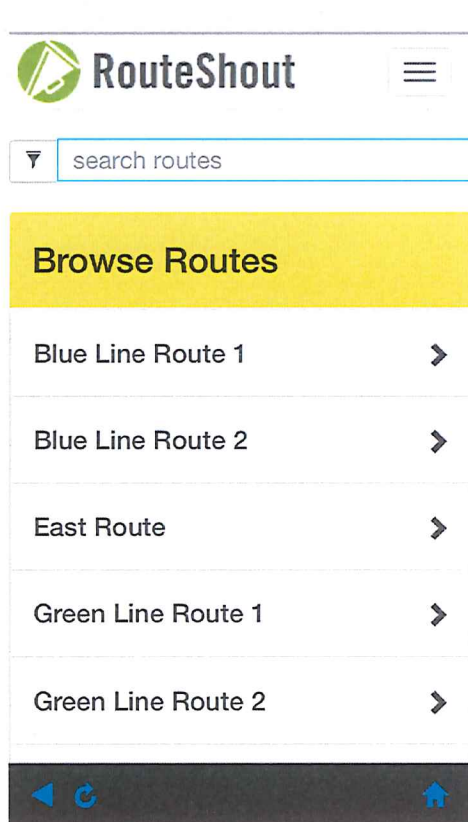 RouteShout
search routes
Browse Routes
Blue Line Route 1
Blue Line Route 2
East Route
Green Line Route 1
Green Line Route 2